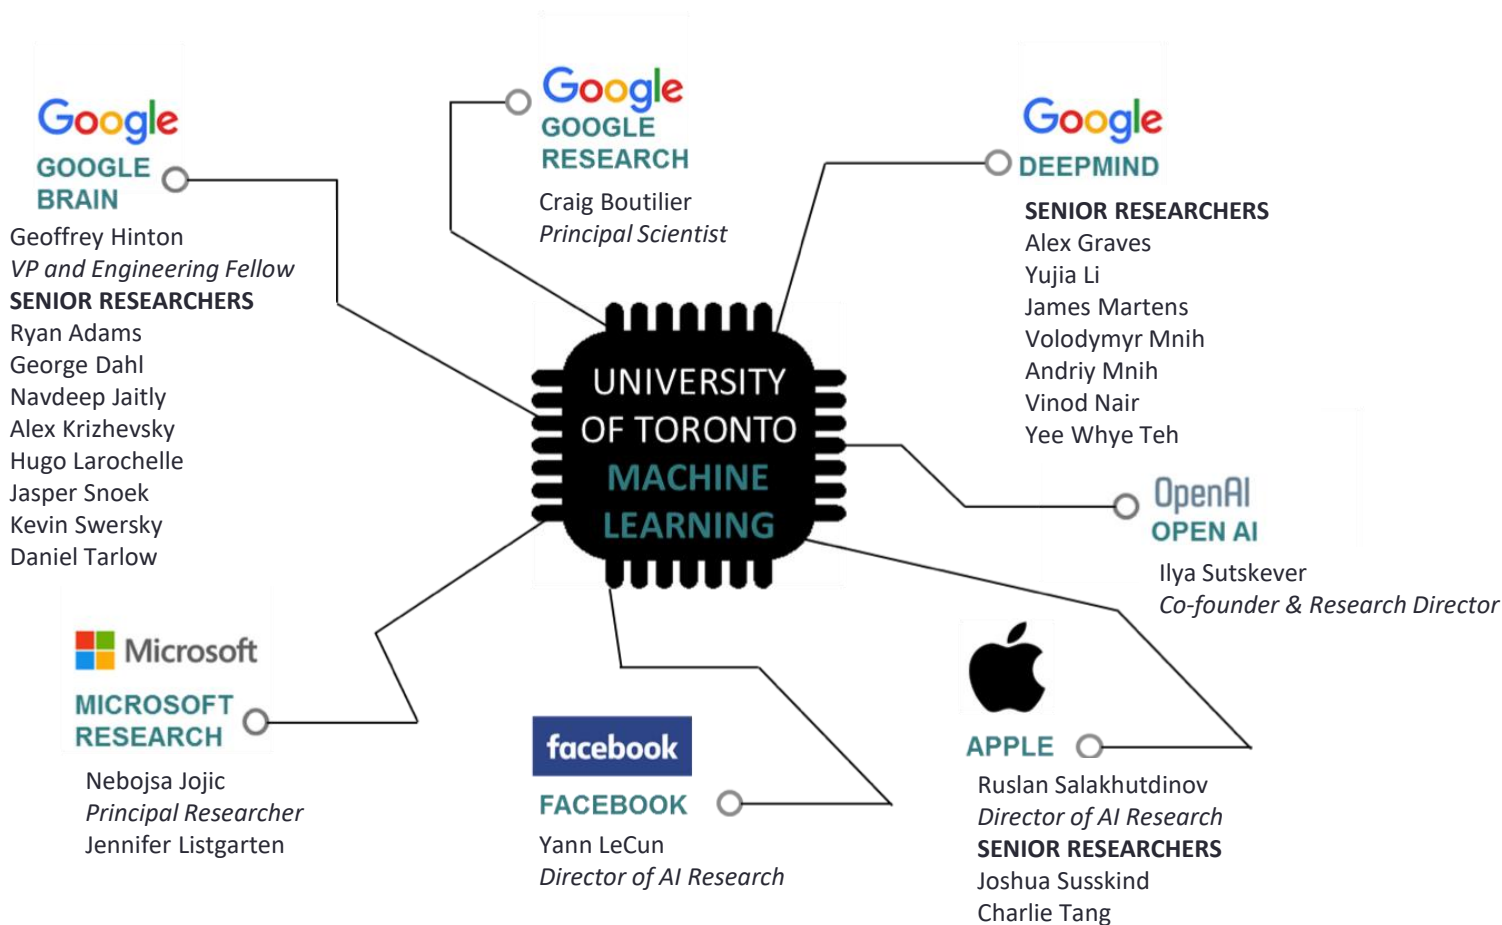 Google
GOOGLE
BRAIN
Geoffrey Hinton
VP and Engineering Fellow
SENIOR RESEARCHERS
Ryan Adams
George Dahl
Navdeep Jaitly
Alex Krizhevsky
Hugo Larochelle
Jasper Snoek
Kevin Swersky
Daniel Tarlow
Google
GOOGLE
RESEARCH
Craig Boutilier
Principal Scientist
Google
DEEPMIND
SENIOR RESEARCHERS
Alex Graves
Yujia Li
James Martens
Volodymyr Mnih
Andriy Mnih
Vinod Nair
Yee Whye Teh
UNIVERSITY
OF TORONTO
MACHINE
LEARNING
OpenAI
OPEN AI
Ilya Sutskever
Co-founder & Research Director
Microsoft
MICROSOFT
RESEARCH
Nebojsa Jojic
Principal Researcher
Jennifer Listgarten
facebook
FACEBOOK
Yann LeCun
Director of AI Research
APPLE
Ruslan Salakhutdinov
Director of AI Research
SENIOR RESEARCHERS
Joshua Susskind
Charlie Tang